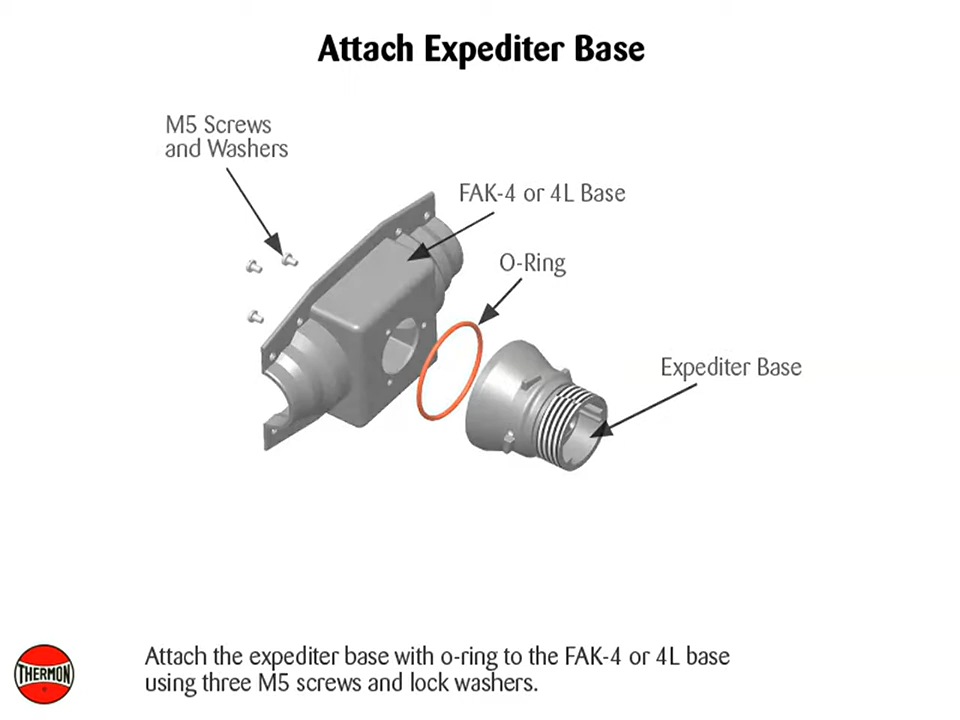 Attach Expediter Base
M5 Screws
and Washers
FAK-4 or 4L Base
O-Ring
Expediter Base
THERMON
®
Attach the expediter base with o-ring to the FAK-4 or 4L base
using three M5 screws and lock washers.